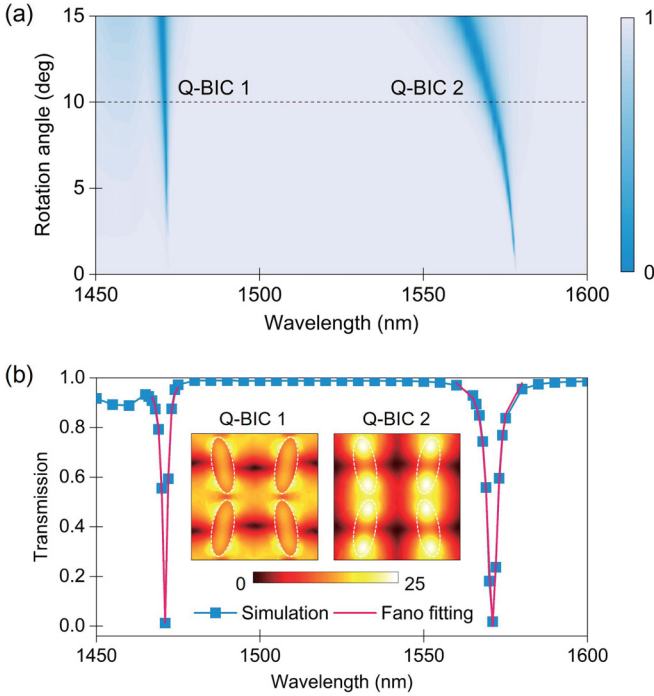 (a)
15
10
5
0
Rotation angle (deg)
Q-BIC 1
Q-BIC 2
1
0
1450
1500
1550
1600
Wavelength (nm)
(b)
1.0
0.8
0.6
0.4
0.2
0.0
Transmission
Q-BIC 1
Q-BIC 2
0
25
Simulation
Fano fitting
1450
1500
1550
1600
Wavelength (nm)